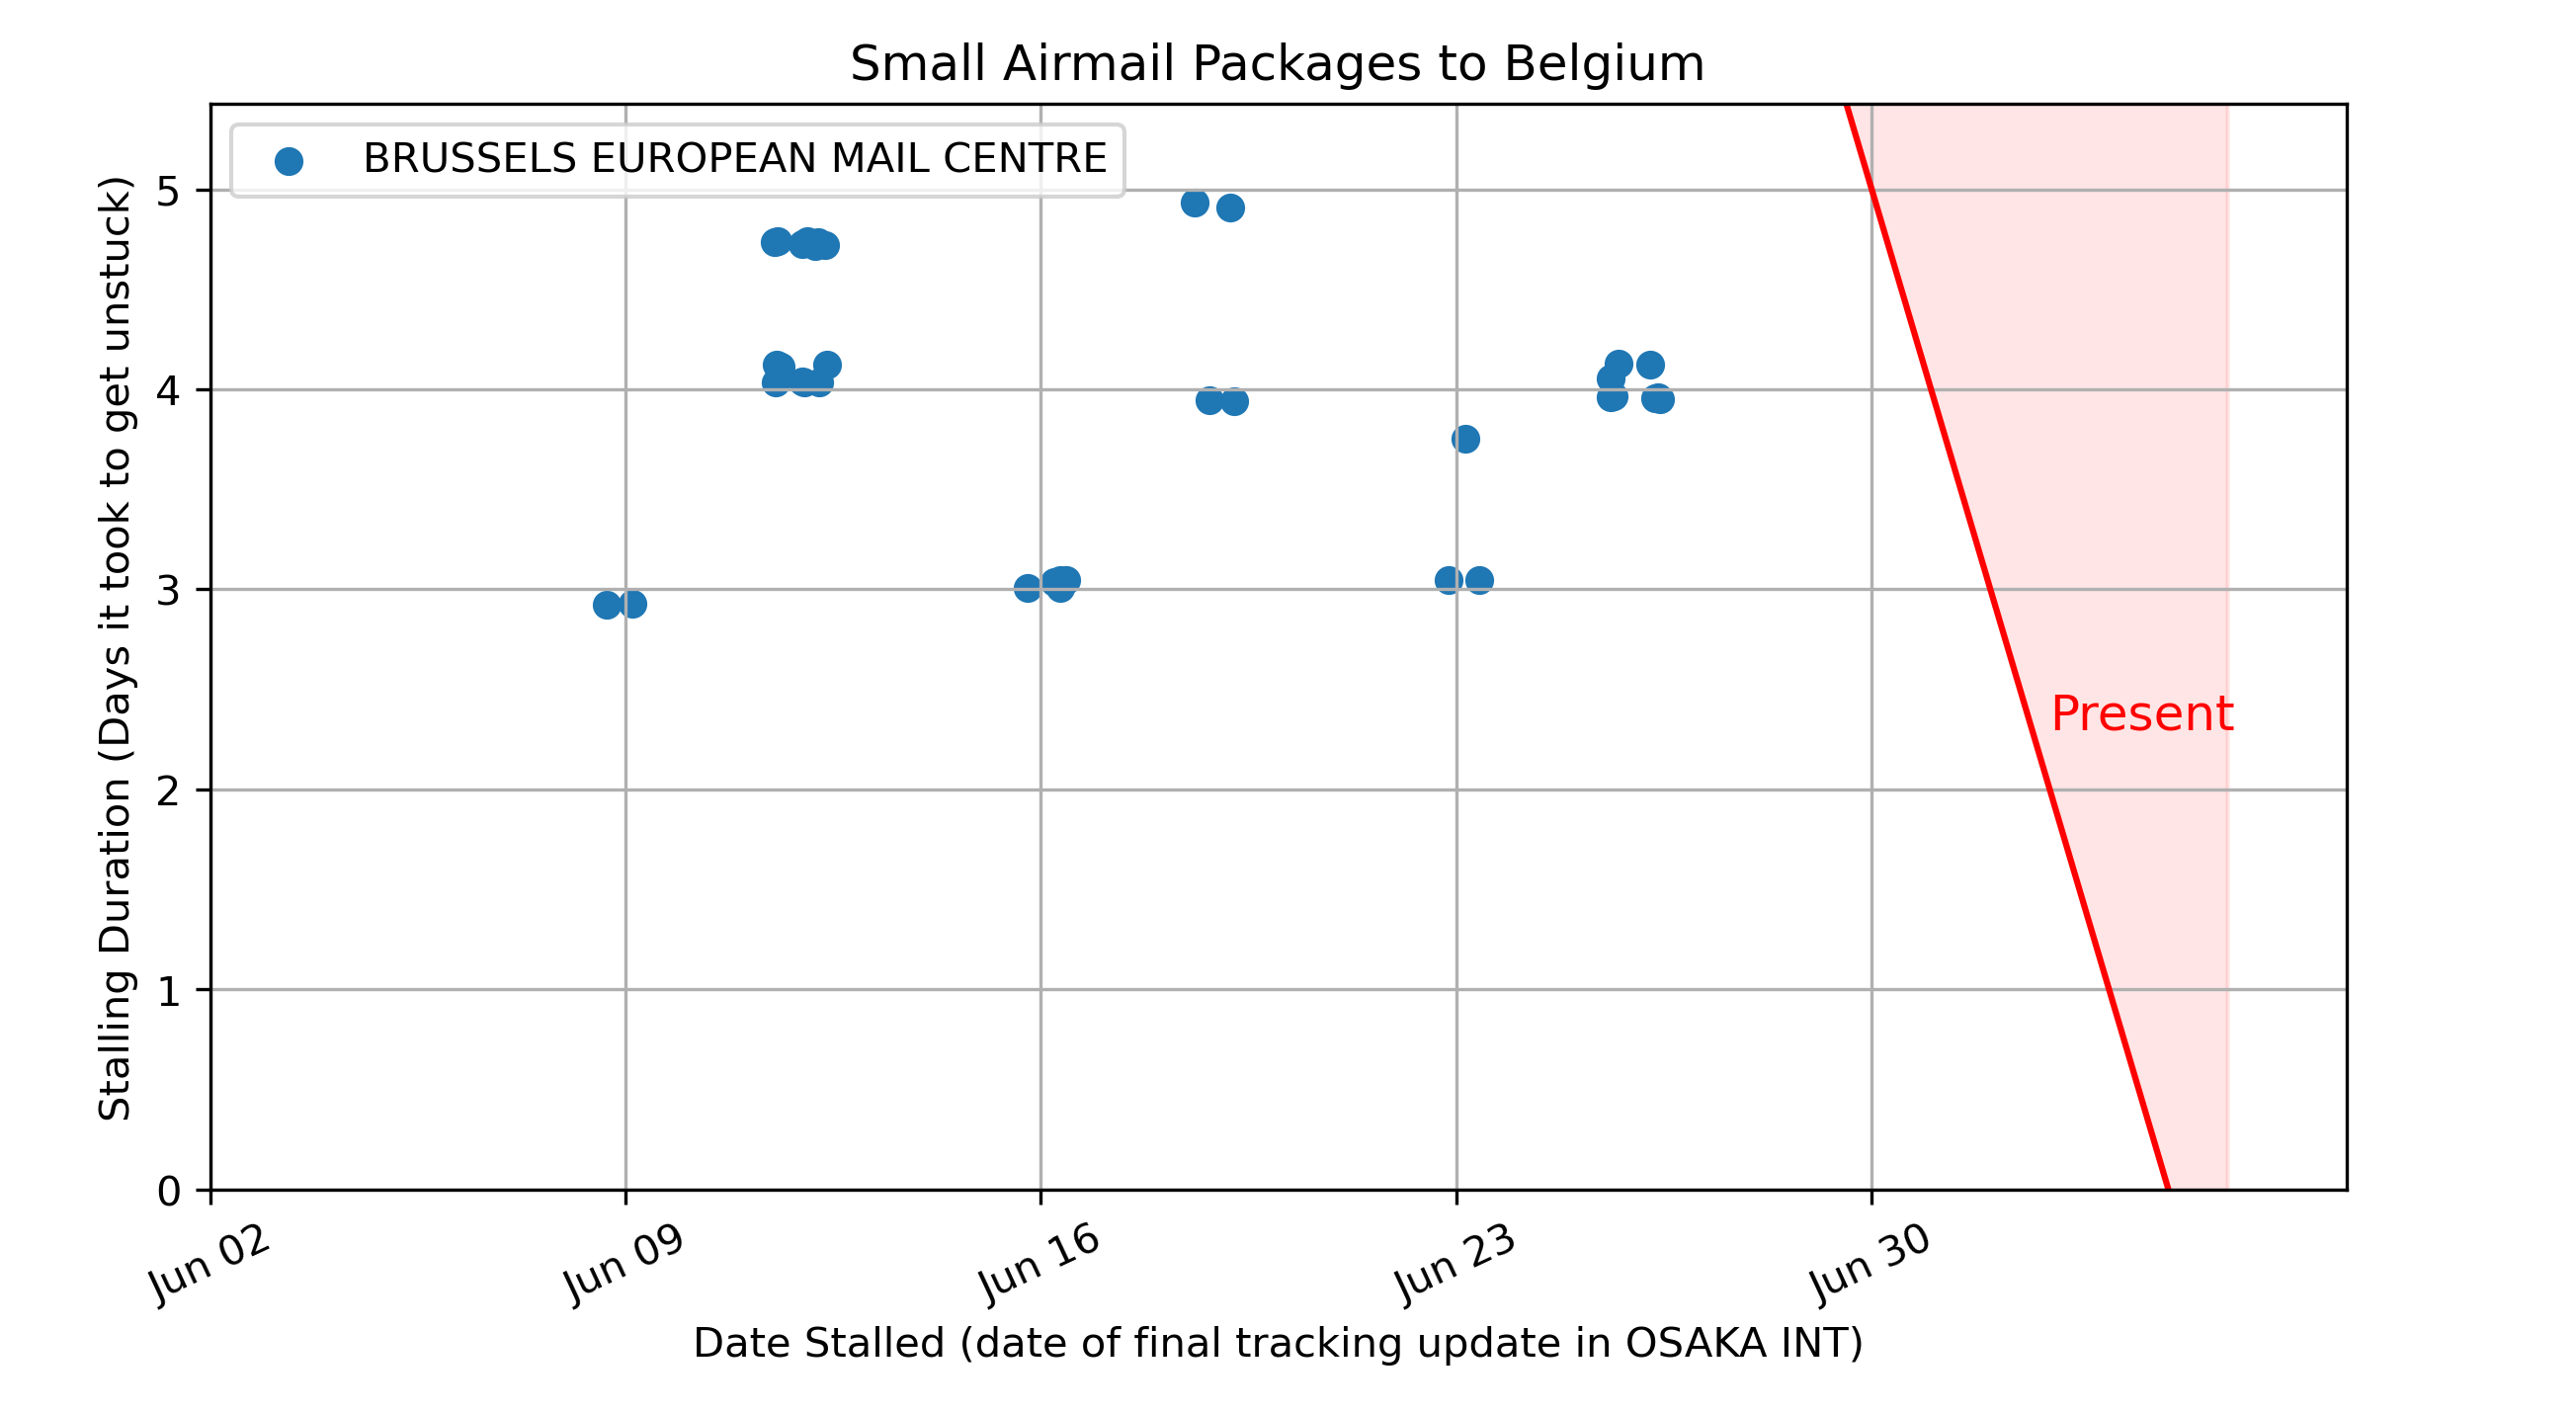 Small Airmail Packages to Belgium
BRUSSELS EUROPEAN MAIL CENTRE
Stalling Duration (Days it took to get unstuck)
5
4
3
2
1
0
Present
Jun 02
Jun 09
Jun 16
Jun 23
Jun 30
Date Stalled (date of final tracking update in OSAKA INT)